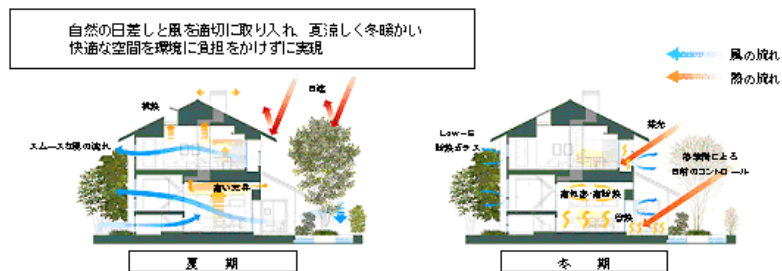 自然の日差しと風を適切に取り入れ、夏涼しく冬暖かい
快適な空間を環境に負担をかけずに実現
風の流れ
熱の流れ
日遮
スムースな風の流れ
高い天井
夏 期
Low-E
断熱ガラス
採光
落葉樹による
日射のコントロール
高気密・高断熱
蓄熱
冬 期